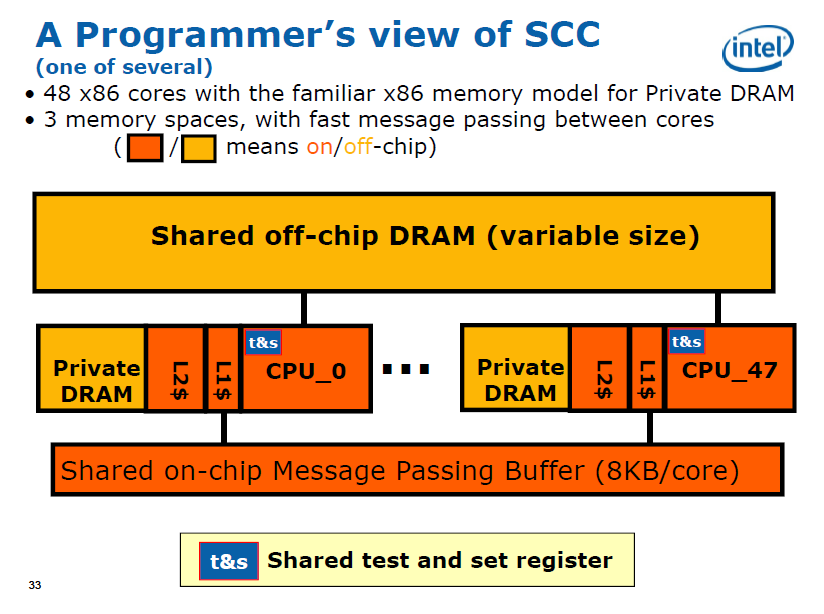 A Programmer's view of SCC
(one of several)
intel
• 48 x86 cores with the familiar x86 memory model for Private DRAM
• 3 memory spaces, with fast message passing between cores
( / means on/off-chip)
Shared off-chip DRAM (variable size)
Private
DRAM
L2$
L1$
t&s
CPU_0
...
Private
DRAM
L2$
L1$
t&s
CPU_47
Shared on-chip Message Passing Buffer (8KB/core)
t&s Shared test and set register
33